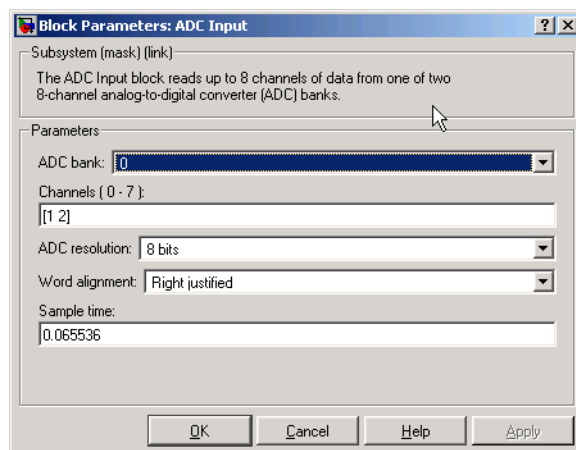 Block Parameters: ADC Input
Subsystem (mask) (link)
The ADC Input block reads up to 8 channels of data from one of two
8-channel analog-to-digital converter (ADC) banks.
Parameters
ADC bank: 0
Channels ( 0 - 7 ):
[1 2]
ADC resolution: 8 bits
Word alignment: Right justified
Sample time:
0.065536
OK Cancel Help Apply